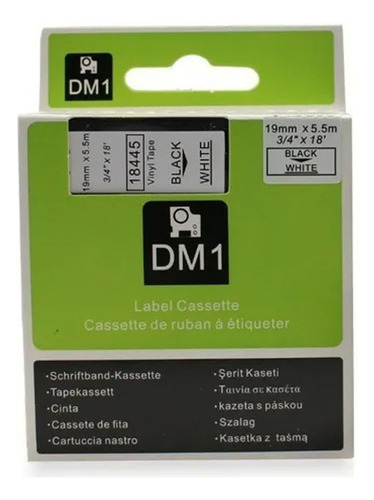 DM1
19mm x 5.5m
3/4" x 18'
18445
Vinyl Tape
BLACK
WHITE
19mm x 5.5m
3/4" x 18'
BLACK
WHITE
DM1
Label Cassette
Cassette de ruban à étiqueter
·Schriftband-Kassette
·Tapekassett
·Cinta
·Cassete de fita
·Cartuccia nastro
·Şerit Kaseti
·Ταινία σε κασέτα
·kazeta s páskou
·Szalag
·Kasetka z taśmą